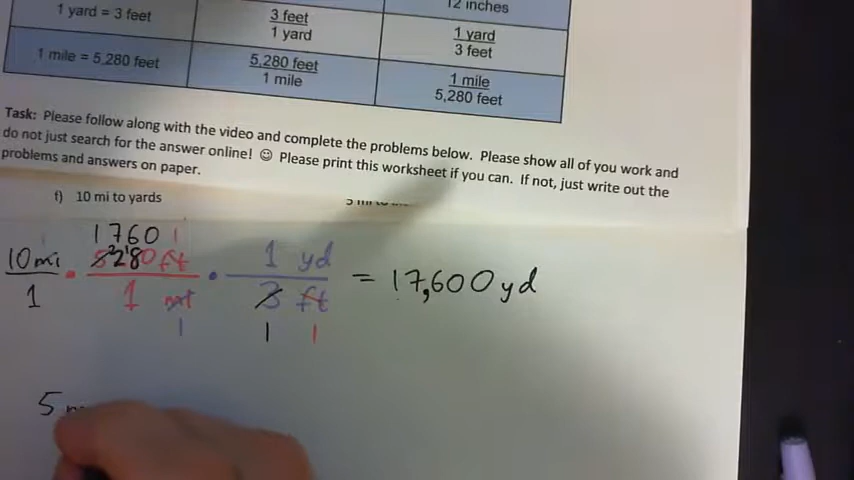 12 inches
1 yard = 3 feet
3 feet
1 yard
1 yard
3 feet
1 mile = 5,280 feet
5,280 feet
1 mile
1 mile
5,280 feet
Task: Please follow along with the video and complete the problems below. Please show all of you work and
do not just search for the answer online! ☺ Please print this worksheet if you can. If not, just write out the
problems and answers on paper.
f) 10 mi to yards
1760 1
10mi 5280 ft 1 yd
1 1 mi 3 ft
= 17,600 yd
1 1 1
5